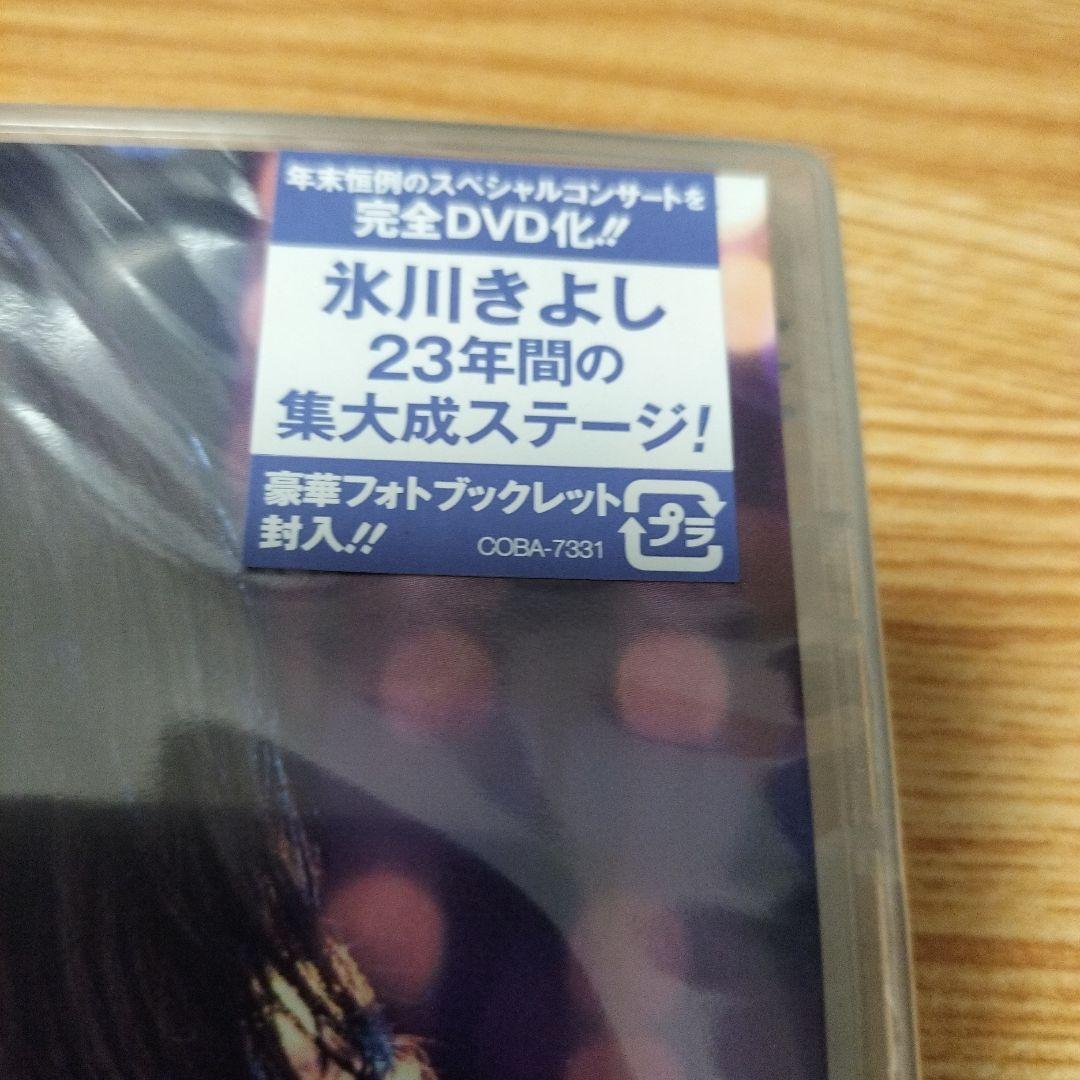 年末恒例のスペシャルコンサートを
完全DVD化!!
氷川きよし
23年間の
集大成ステージ!
豪華フォトブックレット
封入!!
COBA-7331
プラ